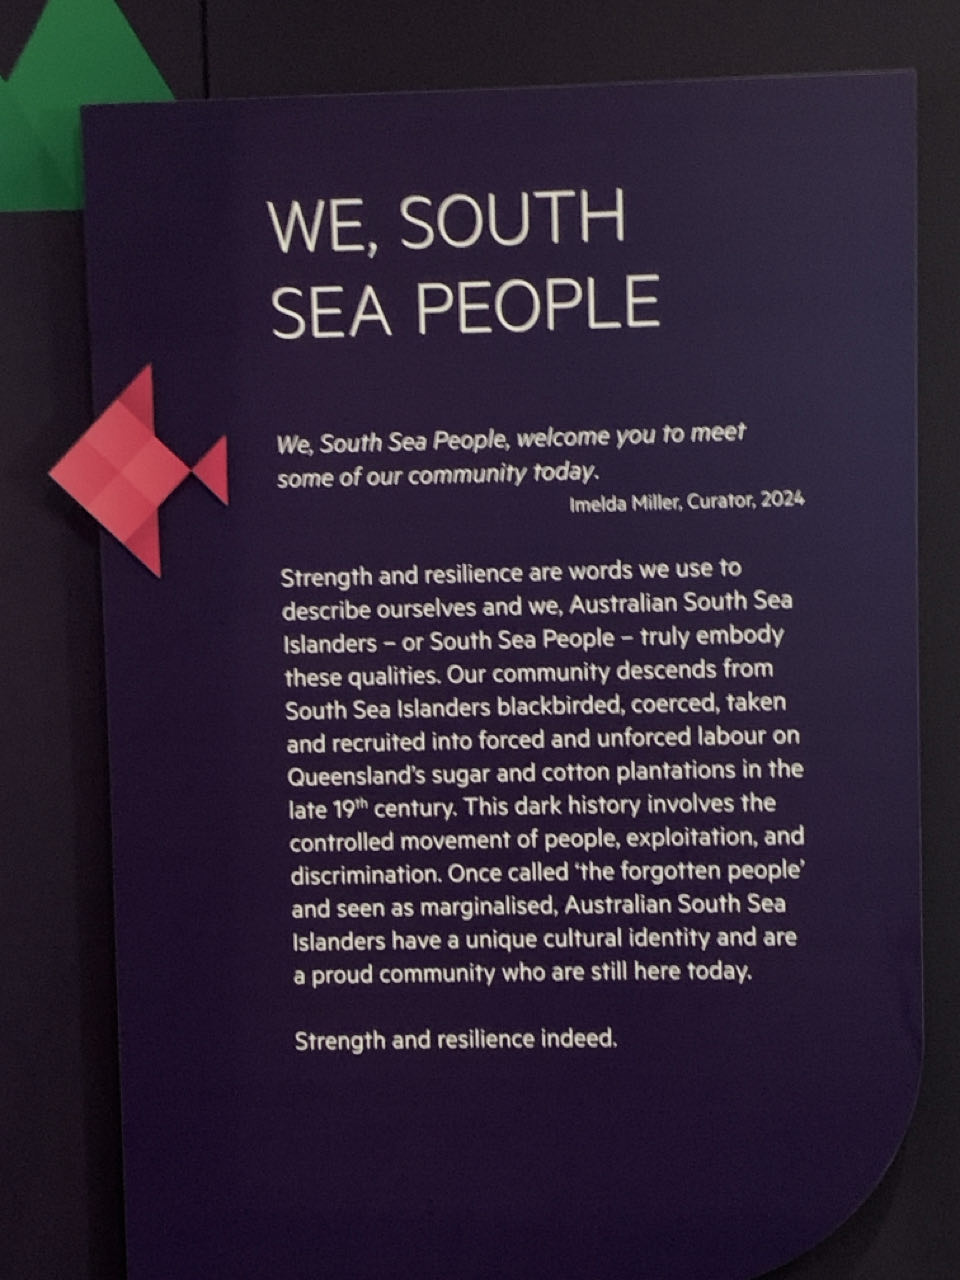 WE, SOUTH
SEA PEOPLE
We, South Sea People, welcome you to meet
some of our community today.
Imelda Miller, Curator, 2024
Strength and resilience are words we use to
describe ourselves and we, Australian South Sea
Islanders – or South Sea People – truly embody
these qualities. Our community descends from
South Sea Islanders blackbirded, coerced, taken
and recruited into forced and unforced labour on
Queensland's sugar and cotton plantations in the
late 19th century. This dark history involves the
controlled movement of people, exploitation, and
discrimination. Once called ‘the forgotten people’
and seen as marginalised, Australian South Sea
Islanders have a unique cultural identity and are
a proud community who are still here today.
Strength and resilience indeed.